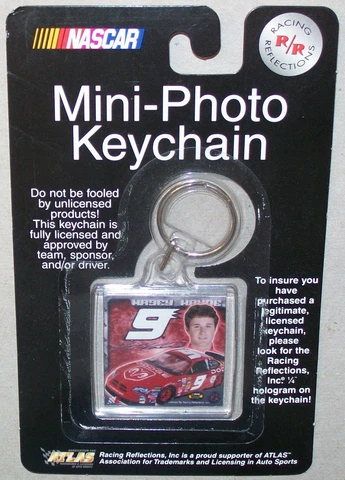 NASCAR
RACING
R/R
REFLECTIONS
Mini-Photo
Keychain
Do not be fooled
by unlicensed
products!
This keychain is
fully licensed and
approved by
team, sponsor,
and/or driver.
KASEY KAHNE
9
9
To insure you
have
purchased a
legitimate,
licensed
keychain,
please
look for the
Racing
Reflections,
Inc. ¼
hologram on
the keychain!
ATLAS
Racing Reflections, Inc is a proud supporter of ATLAS™
Association for Trademarks and Licensing in Auto Sports